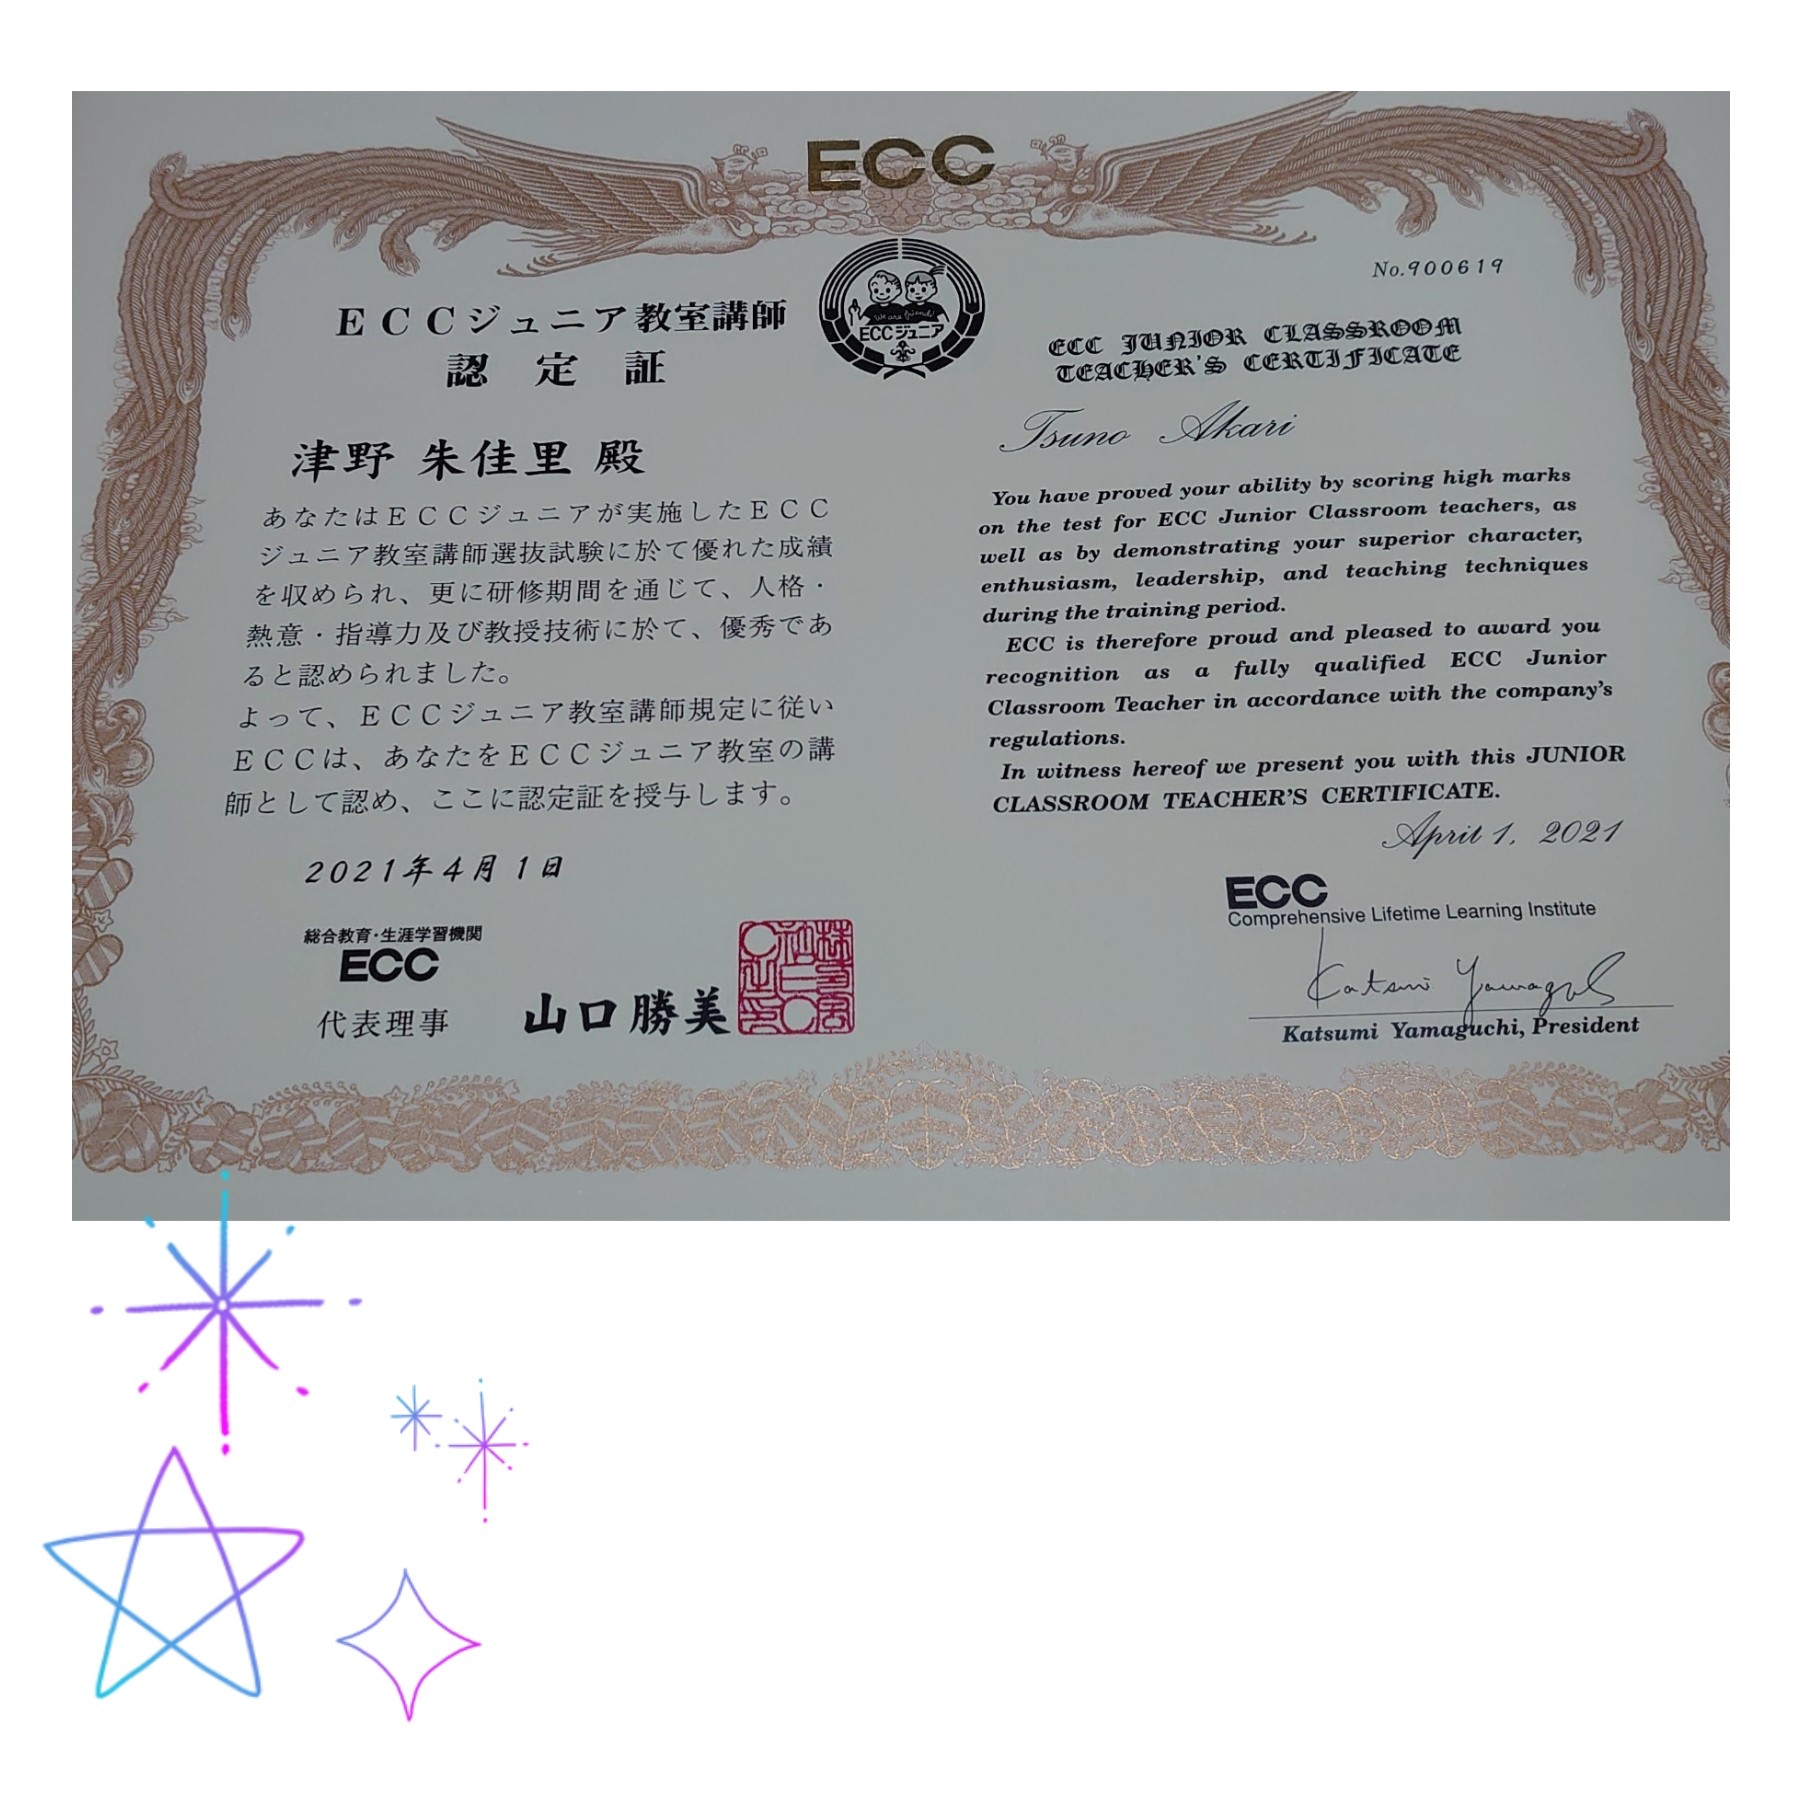 ECC
We are friend!
ECCジュニア
ECCジュニア教室講師
認定証
津野 朱佳里 殿
あなたはECCジュニアが実施したECC
ジュニア教室講師選抜試験に於て優れた成績
を収められ、更に研修期間を通じて、人格・
熱意・指導力及び教授技術に於て、優秀であ
ると認められました。
よって、ECCジュニア教室講師規定に従い
ECCは、あなたをECCジュニア教室の講
師として認め、ここに認定証を授与します。
2021年4月1日
総合教育・生涯学習機関
ECC
代表理事 山口勝美
No.900619
ECC JUNIOR CLASSROOM
TEACHER'S CERTIFICATE
Tsuno Akari
You have proved your ability by scoring high marks
on the test for ECC Junior Classroom teachers, as
well as by demonstrating your superior character,
enthusiasm, leadership, and teaching techniques
during the training period.
ECC is therefore proud and pleased to award you
recognition as a fully qualified ECC Junior
Classroom Teacher in accordance with the company's
regulations.
In witness hereof we present you with this JUNIOR
CLASSROOM TEACHER'S CERTIFICATE.
April 1, 2021
ECC
Comprehensive Lifetime Learning Institute
Katsumi Yamaguchi
Katsumi Yamaguchi, President